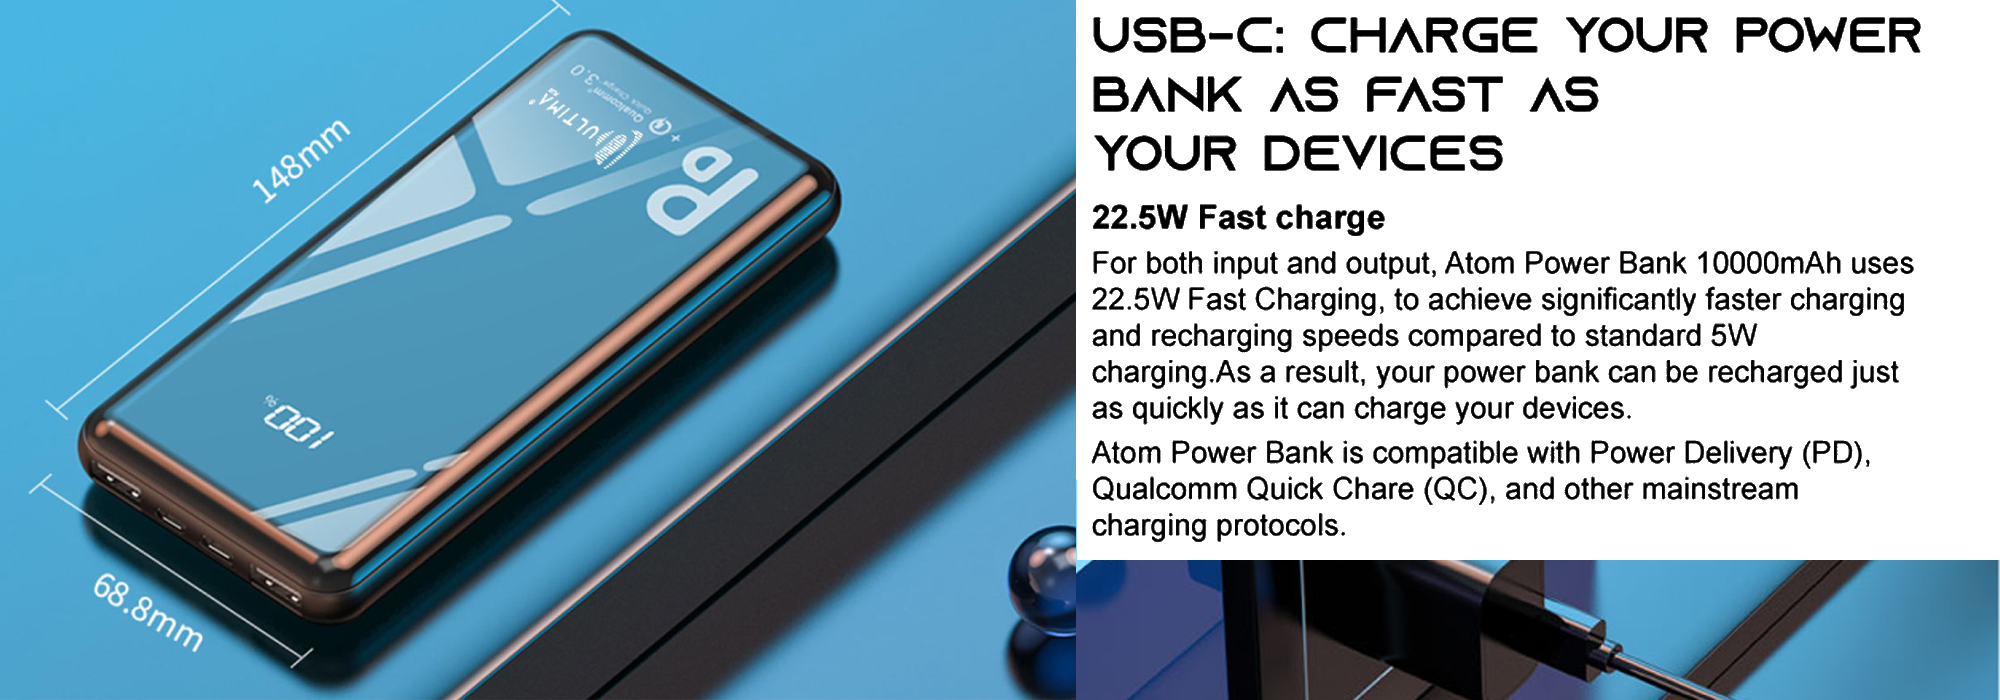 148mm
Qualcomm
Quick Charge 3.0
ULTIMA
+
PD
100%
68.8mm
USB-C: CHARGE YOUR POWER
BANK AS FAST AS
YOUR DEVICES
22.5W Fast charge
For both input and output, Atom Power Bank 10000mAh uses
22.5W Fast Charging, to achieve significantly faster charging
and recharging speeds compared to standard 5W
charging.As a result, your power bank can be recharged just
as quickly as it can charge your devices.
Atom Power Bank is compatible with Power Delivery (PD),
Qualcomm Quick Chare (QC), and other mainstream
charging protocols.